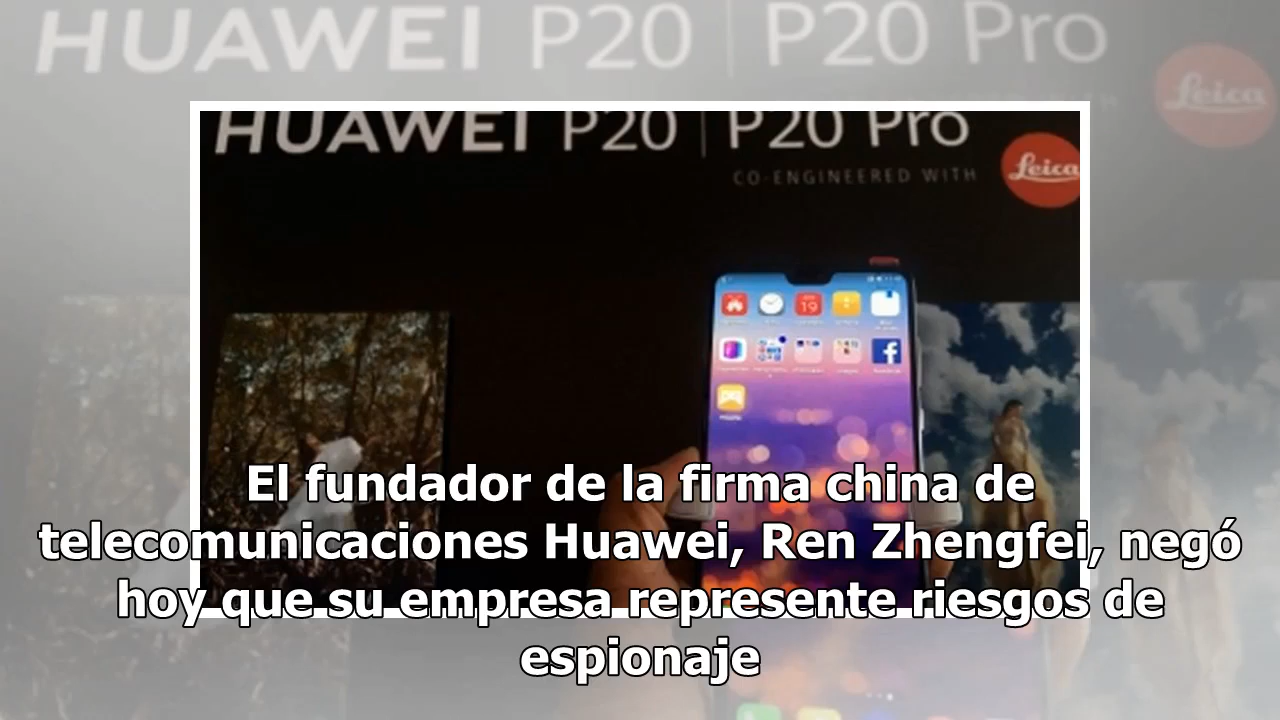 HUAWEI P20 | P20 Pro
Leica
HUAWEI P20 | P20 Pro
CO-ENGINEERED WITH
Leica
19
El fundador de la firma china de
telecomunicaciones Huawei, Ren Zhengfei, negó
hoy que su empresa represente riesgos de
espionaje